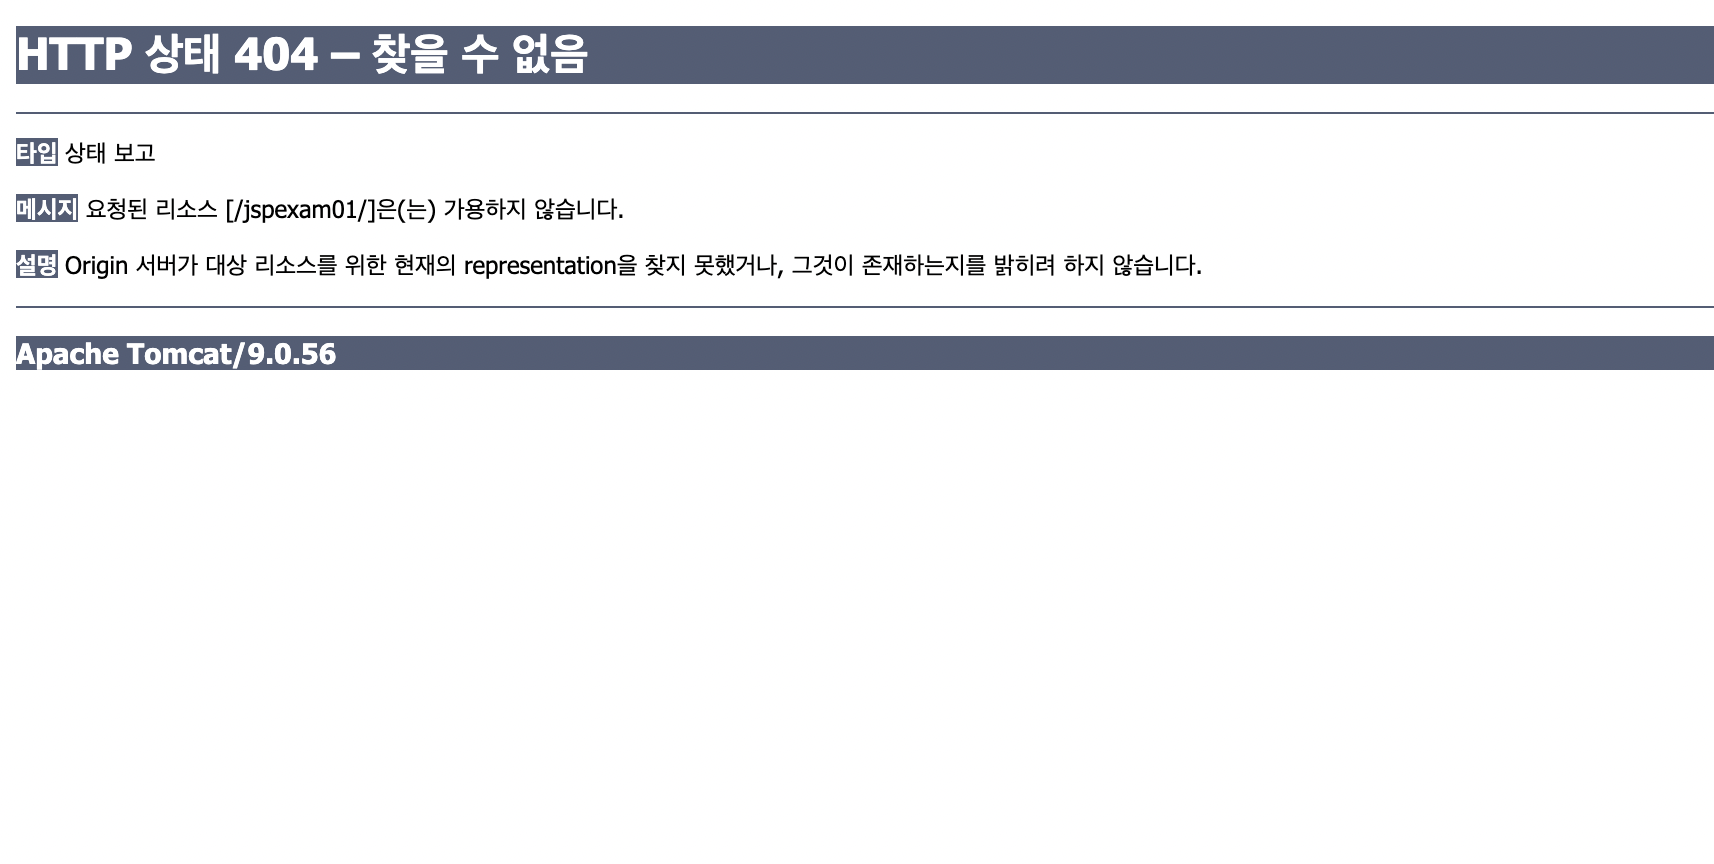 HTTP 상태 404 – 찾을 수 없음
타입 상태 보고
메시지 요청된 리소스 [/jspexam01/]은(는) 가용하지 않습니다.
설명 Origin 서버가 대상 리소스를 위한 현재의 representation을 찾지 못했거나, 그것이 존재하는지를 밝히려 하지 않습니다.
Apache Tomcat/9.0.56